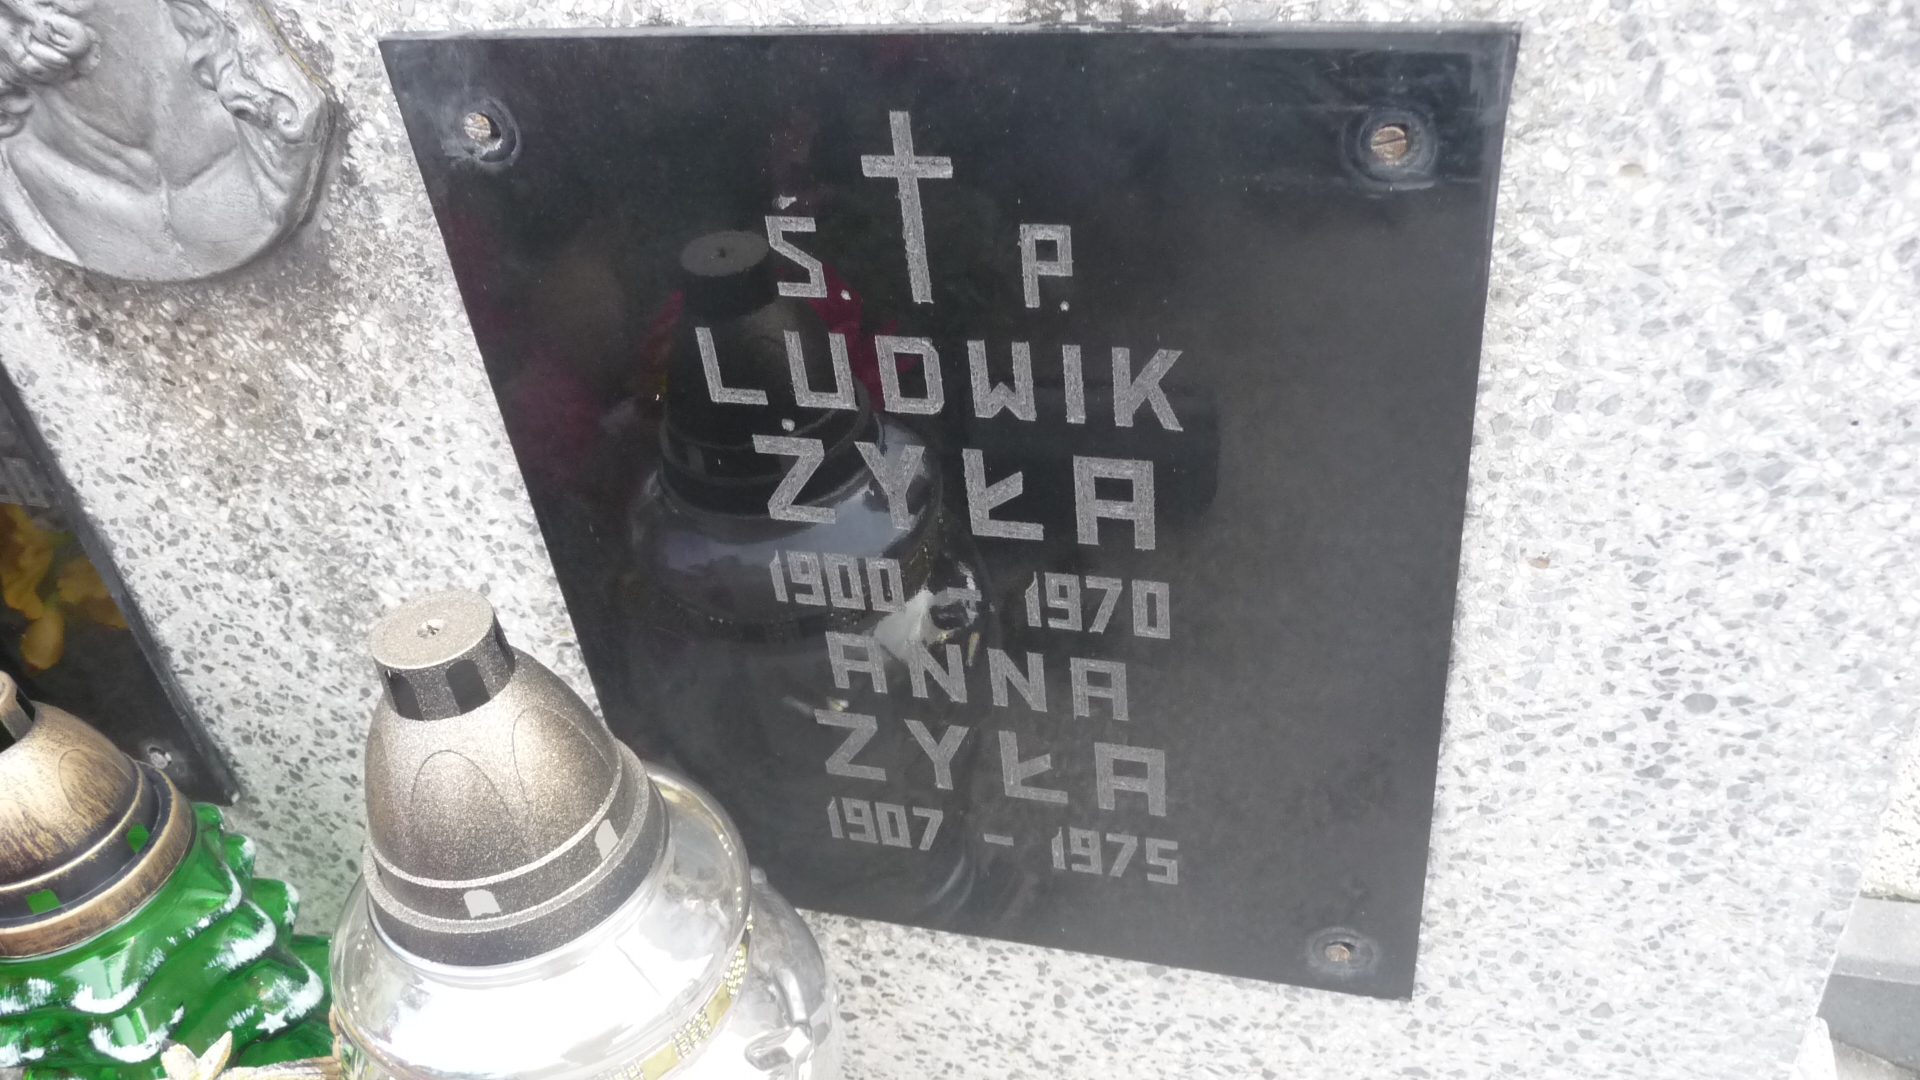 Ś. P.
LUDWIK
ŻYŁA
1900 - 1970
ANNA
ŻYŁA
1907 - 1975